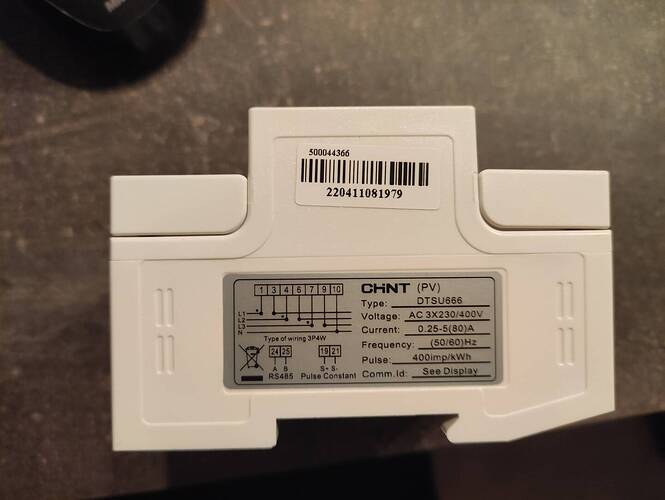 500044366
220411081979
1 3 4 6 7 9 10
L1
L2
L3
N
Type of wiring 3P4W
24 25
A B
RS485
19 21
S+ S-
Pulse Constant
CHNT (PV)
Type: DTSU666
Voltage: AC 3X230/400V
Current: 0.25-5(80)A
Frequency: (50/60)Hz
Pulse: 400imp/kWh
Comm.Id: See Display